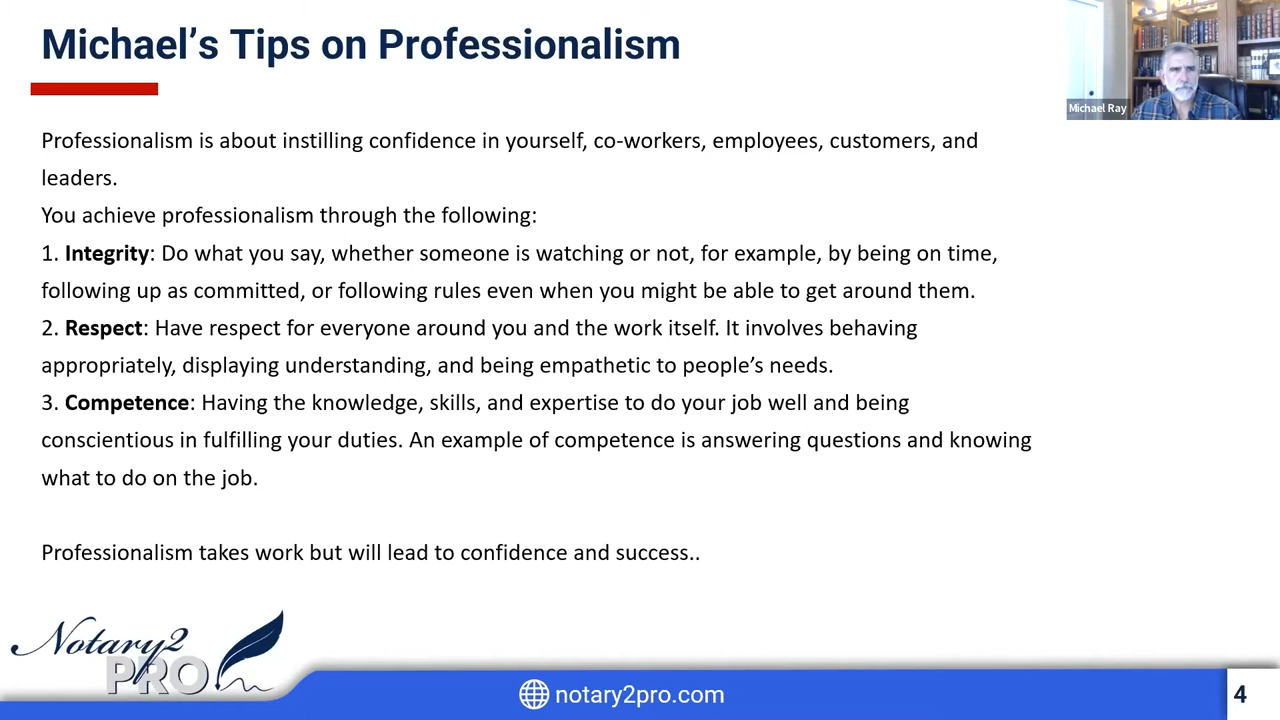 Michael's Tips on Professionalism
Michael Ray
Professionalism is about instilling confidence in yourself, co-workers, employees, customers, and
leaders.
You achieve professionalism through the following:
1. Integrity: Do what you say, whether someone is watching or not, for example, by being on time,
following up as committed, or following rules even when you might be able to get around them.
2. Respect: Have respect for everyone around you and the work itself. It involves behaving
appropriately, displaying understanding, and being empathetic to people's needs.
3. Competence: Having the knowledge, skills, and expertise to do your job well and being
conscientious in fulfilling your duties. An example of competence is answering questions and knowing
what to do on the job.
Professionalism takes work but will lead to confidence and success..
Notary2
PRO
notary2pro.com
4